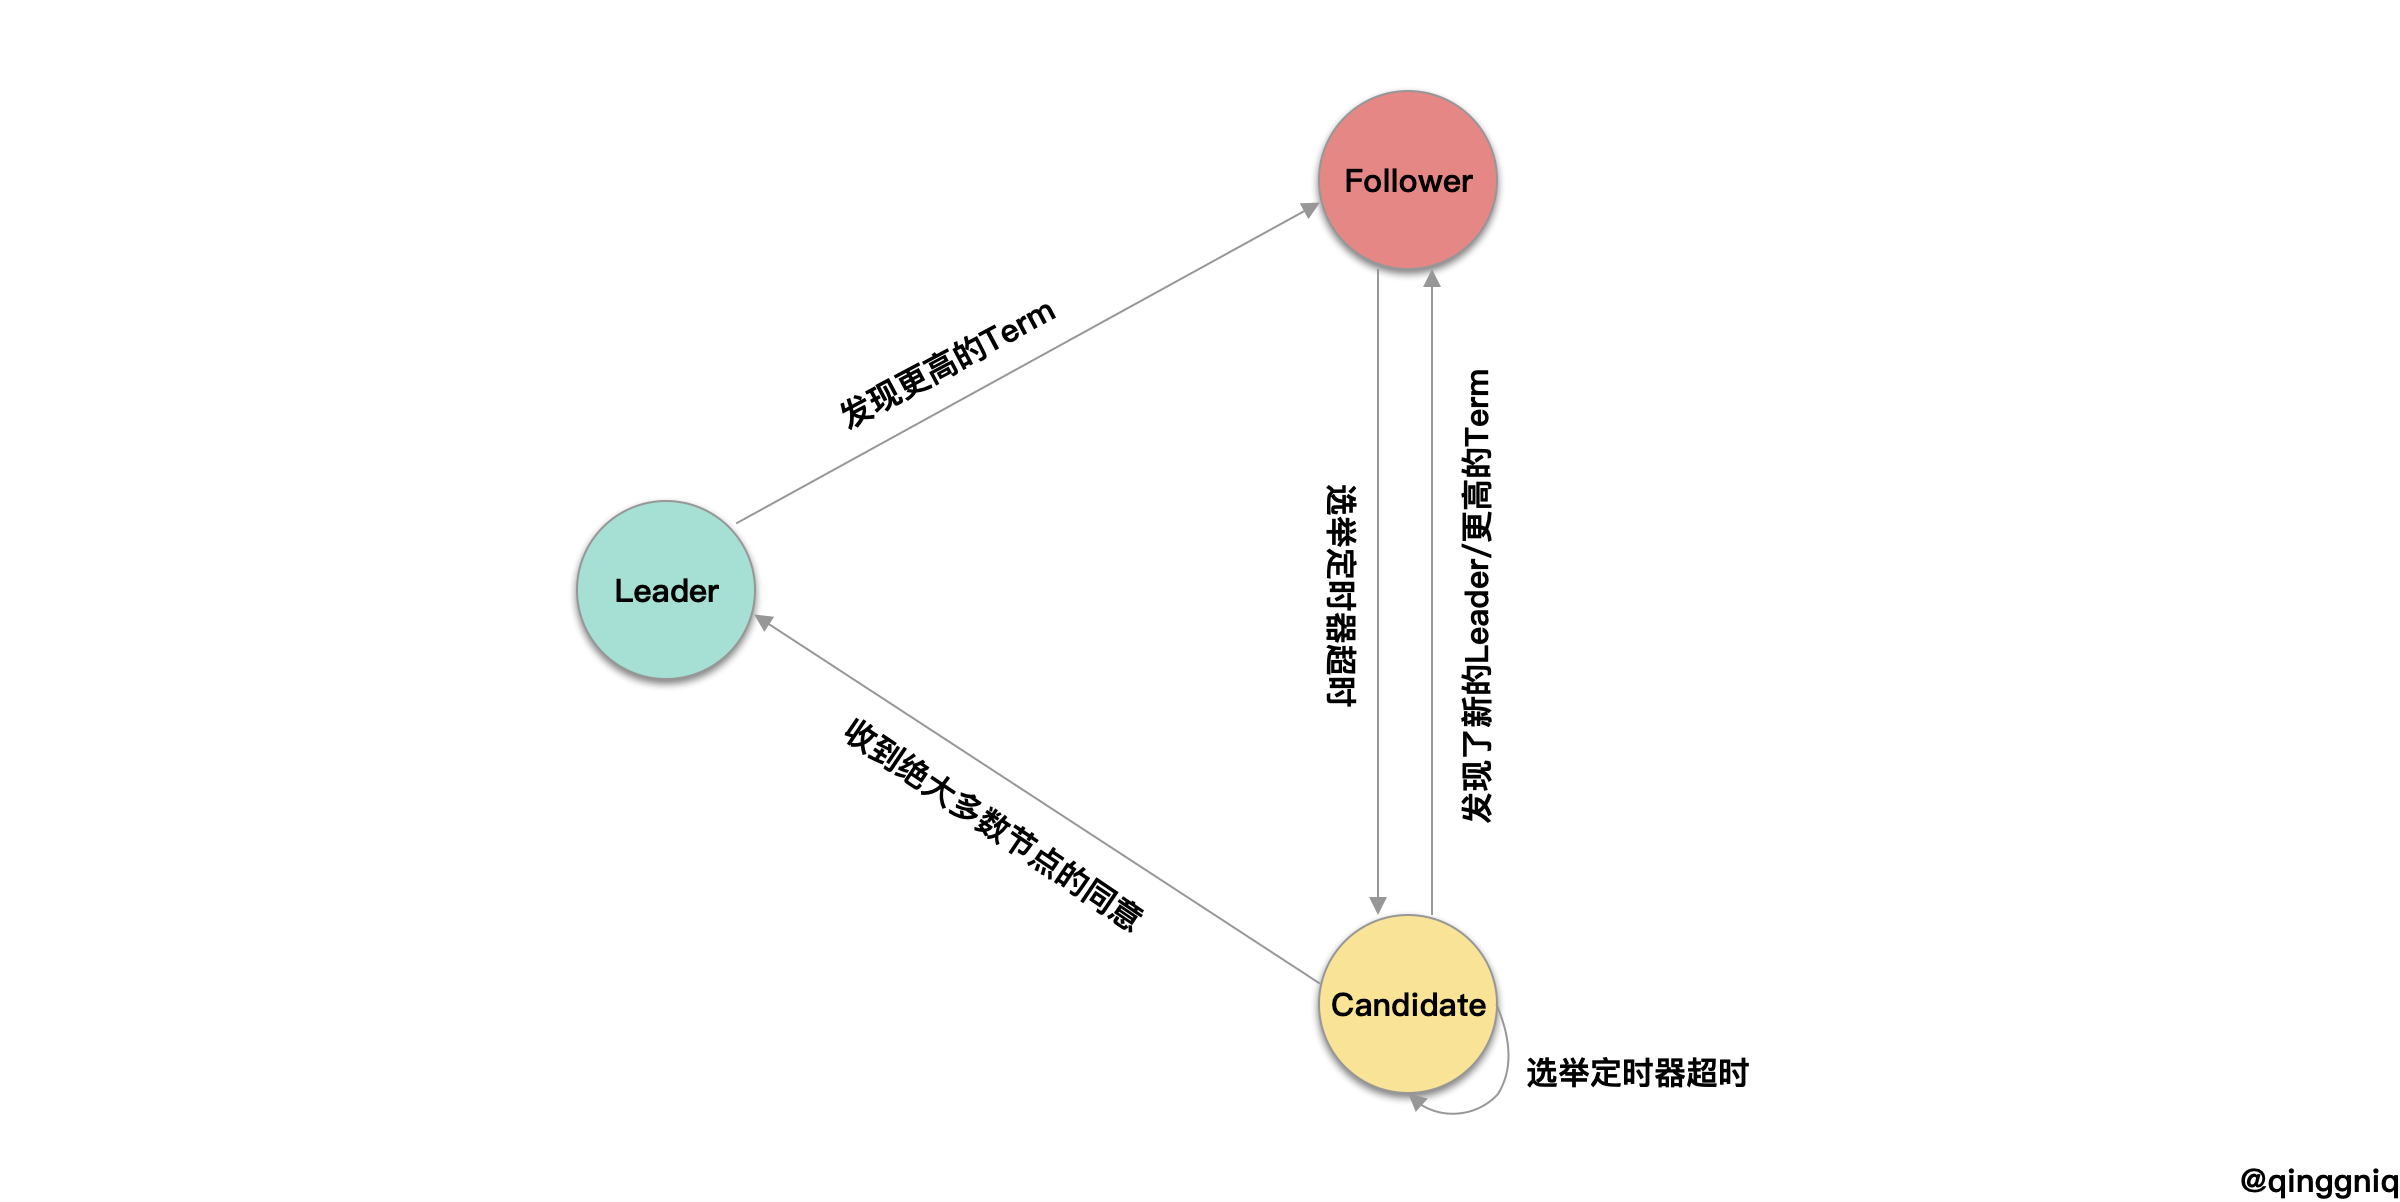 Follower
发现更高的Term
选举定时器超时
发现了新的Leader/更高的Term
Leader
收到绝大多数节点的同意
Candidate
选举定时器超时
@qinggniq